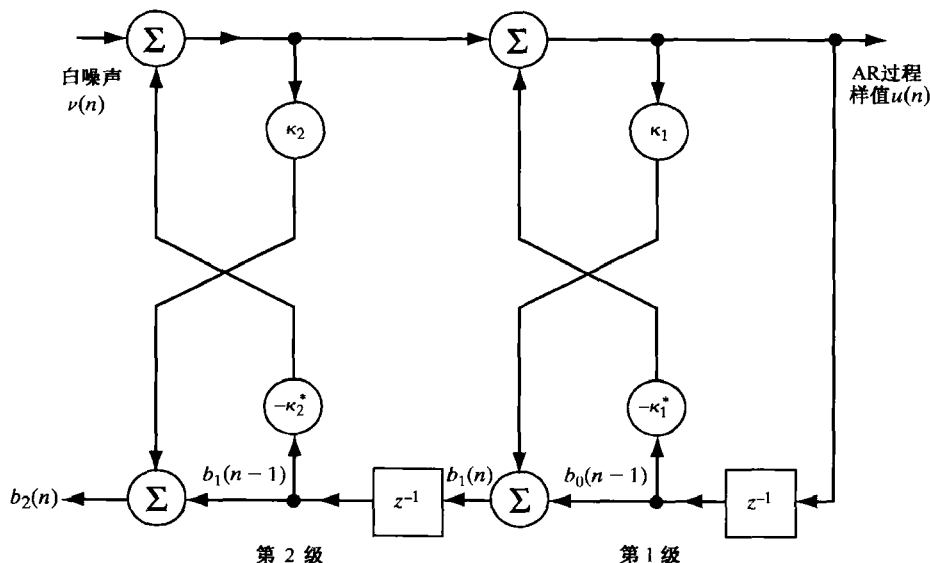 Σ
Σ
白噪声
ν(n)
AR过程
样值u(n)
κ₂
κ₁
−κ₂*
−κ₁*
b₂(n)
Σ
b₁(n − 1)
z⁻¹
b₁(n)
Σ
b₀(n − 1)
z⁻¹
第 2 级
第 1 级